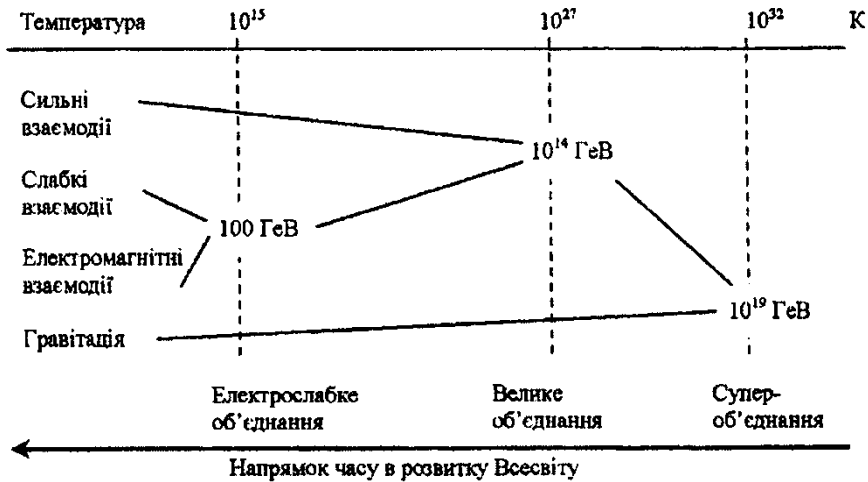 Температура 10¹⁵ 10²⁷ 10³² К
Сильні
взаємодії
10¹⁴ ГеВ
Слабкі
взаємодії
100 ГеВ
Електромагнітні
взаємодії
10¹⁹ ГеВ
Гравітація
Електрослабке
об’єднання
Велике
об’єднання
Супер-
об’єднання
Напрямок часу в розвитку Всесвіту